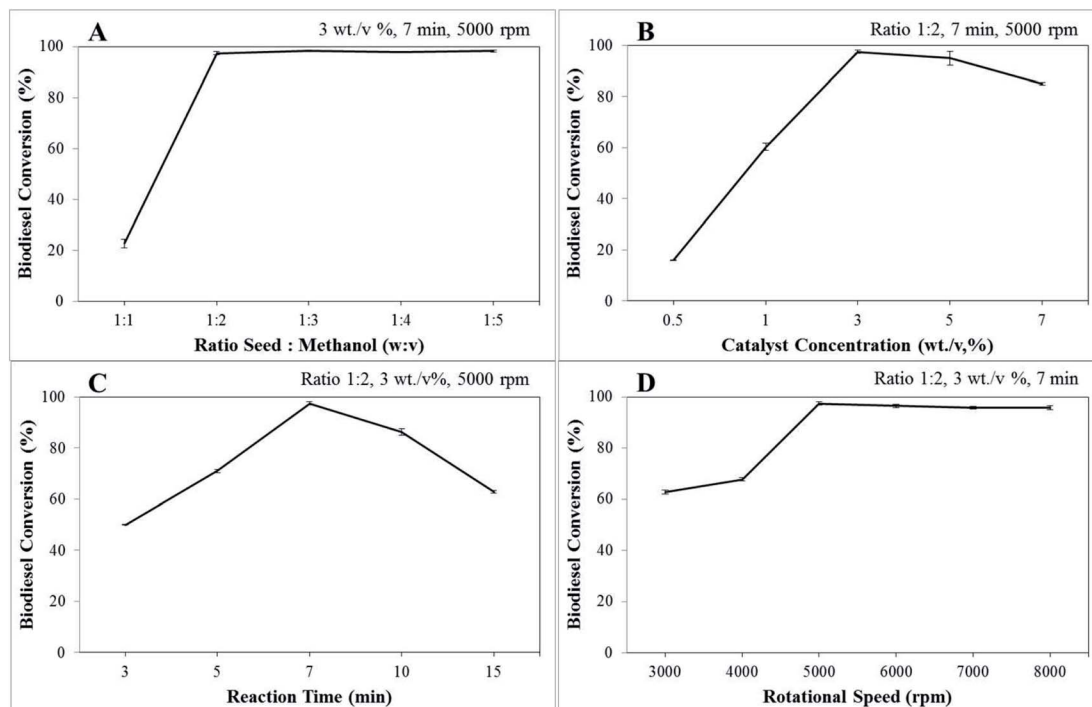 A
3 wt./v %, 7 min, 5000 rpm
Biodiesel Conversion (%)
100
80
60
40
20
0
1:1 1:2 1:3 1:4 1:5
Ratio Seed : Methanol (w:v)
B
Ratio 1:2, 7 min, 5000 rpm
Biodiesel Conversion (%)
100
80
60
40
20
0
0.5 1 3 5 7
Catalyst Concentration (wt./v,%)
C
Ratio 1:2, 3 wt./v%, 5000 rpm
Biodiesel Conversion (%)
100
80
60
40
20
0
3 5 7 10 15
Reaction Time (min)
D
Ratio 1:2, 3 wt./v %, 7 min
Biodiesel Conversion (%)
100
80
60
40
20
0
3000 4000 5000 6000 7000 8000
Rotational Speed (rpm)